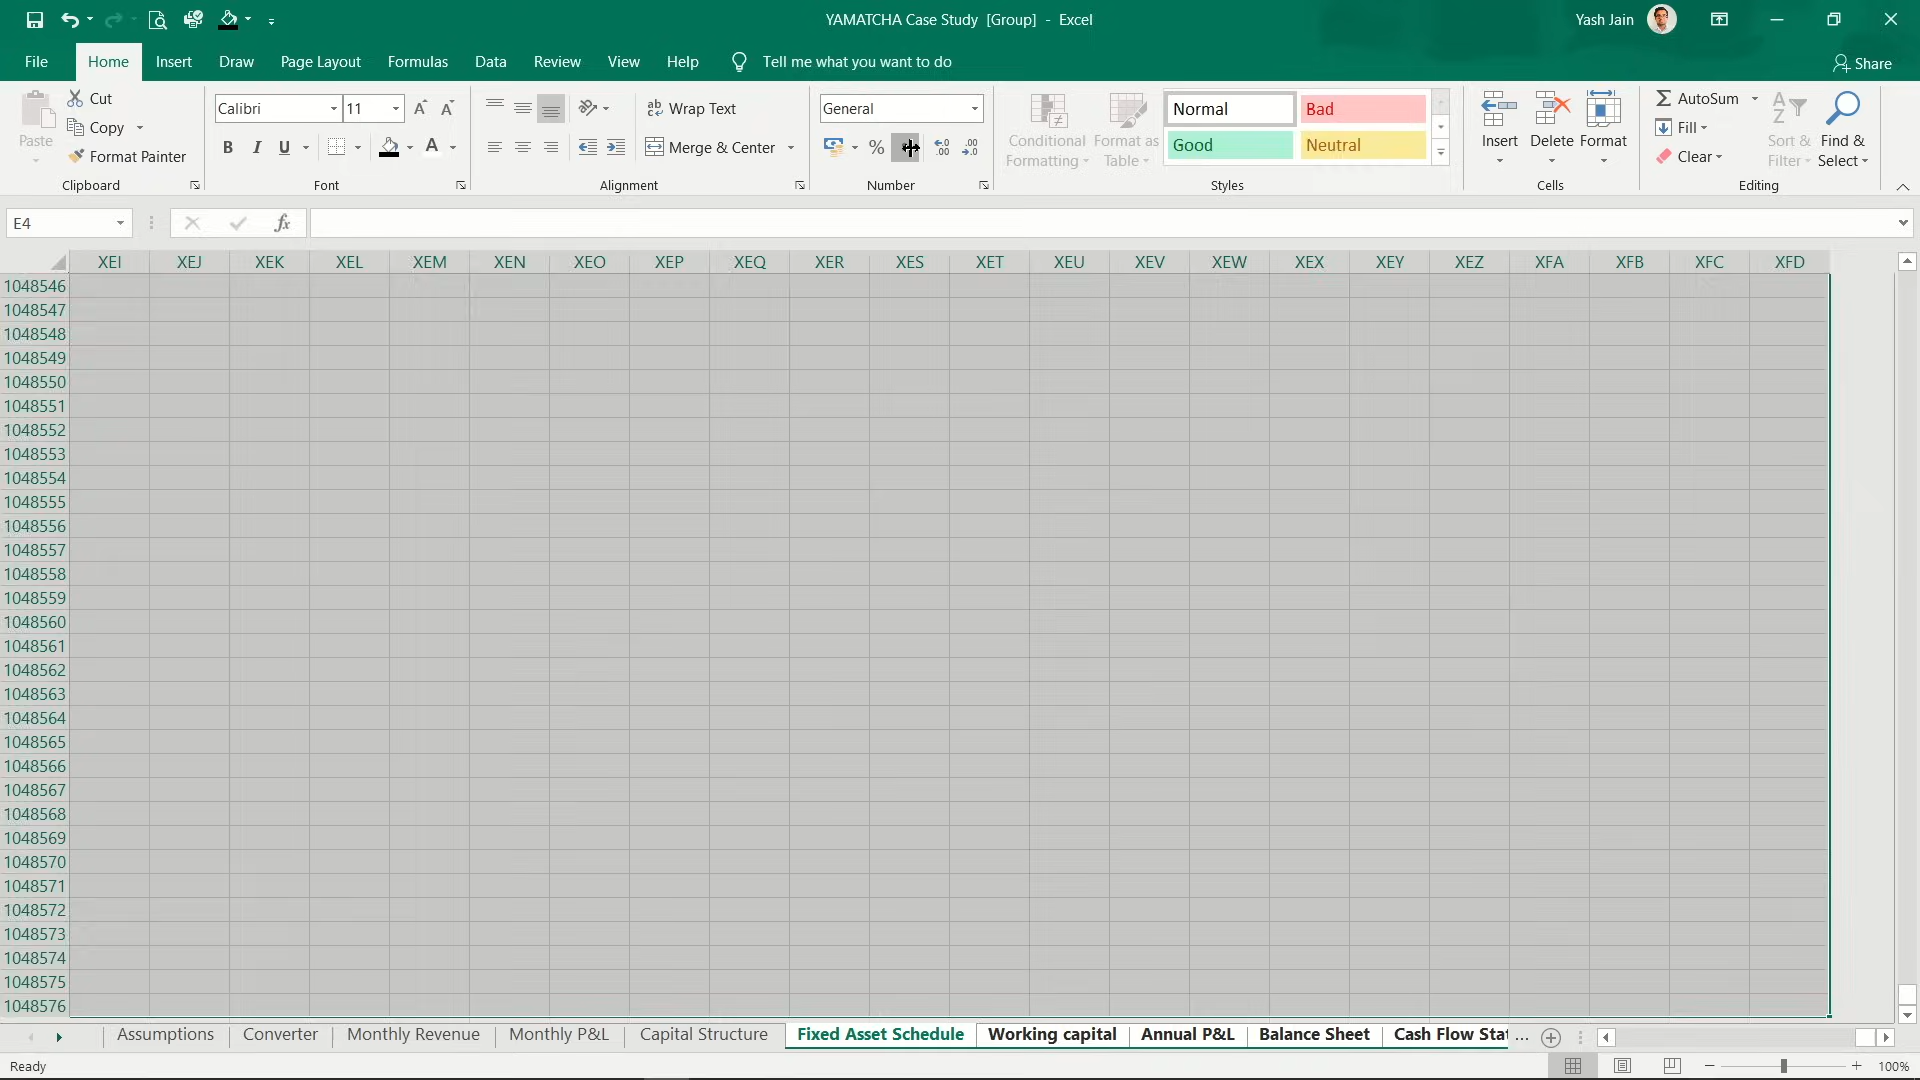 YAMATCHA Case Study [Group] - Excel
Yash Jain
File Home Insert Draw Page Layout Formulas Data Review View Help Tell me what you want to do Share
Paste
Cut
Copy
Format Painter
Clipboard
Calibri 11
B I U A
Font
ab Wrap Text
Merge & Center
Alignment
General
%
Number
Conditional Formatting
Format as Table
Normal Bad
Good Neutral
Styles
Insert Delete Format
Cells
AutoSum
Fill
Clear
Sort & Filter
Find & Select
Editing
E4 fx
XEI XEJ XEK XEL XEM XEN XEO XEP XEQ XER XES XET XEU XEV XEW XEX XEY XEZ XFA XFB XFC XFD
1048546
1048547
1048548
1048549
1048550
1048551
1048552
1048553
1048554
1048555
1048556
1048557
1048558
1048559
1048560
1048561
1048562
1048563
1048564
1048565
1048566
1048567
1048568
1048569
1048570
1048571
1048572
1048573
1048574
1048575
1048576
Assumptions Converter Monthly Revenue Monthly P&L Capital Structure Fixed Asset Schedule Working capital Annual P&L Balance Sheet Cash Flow Stat ...
Ready 100%